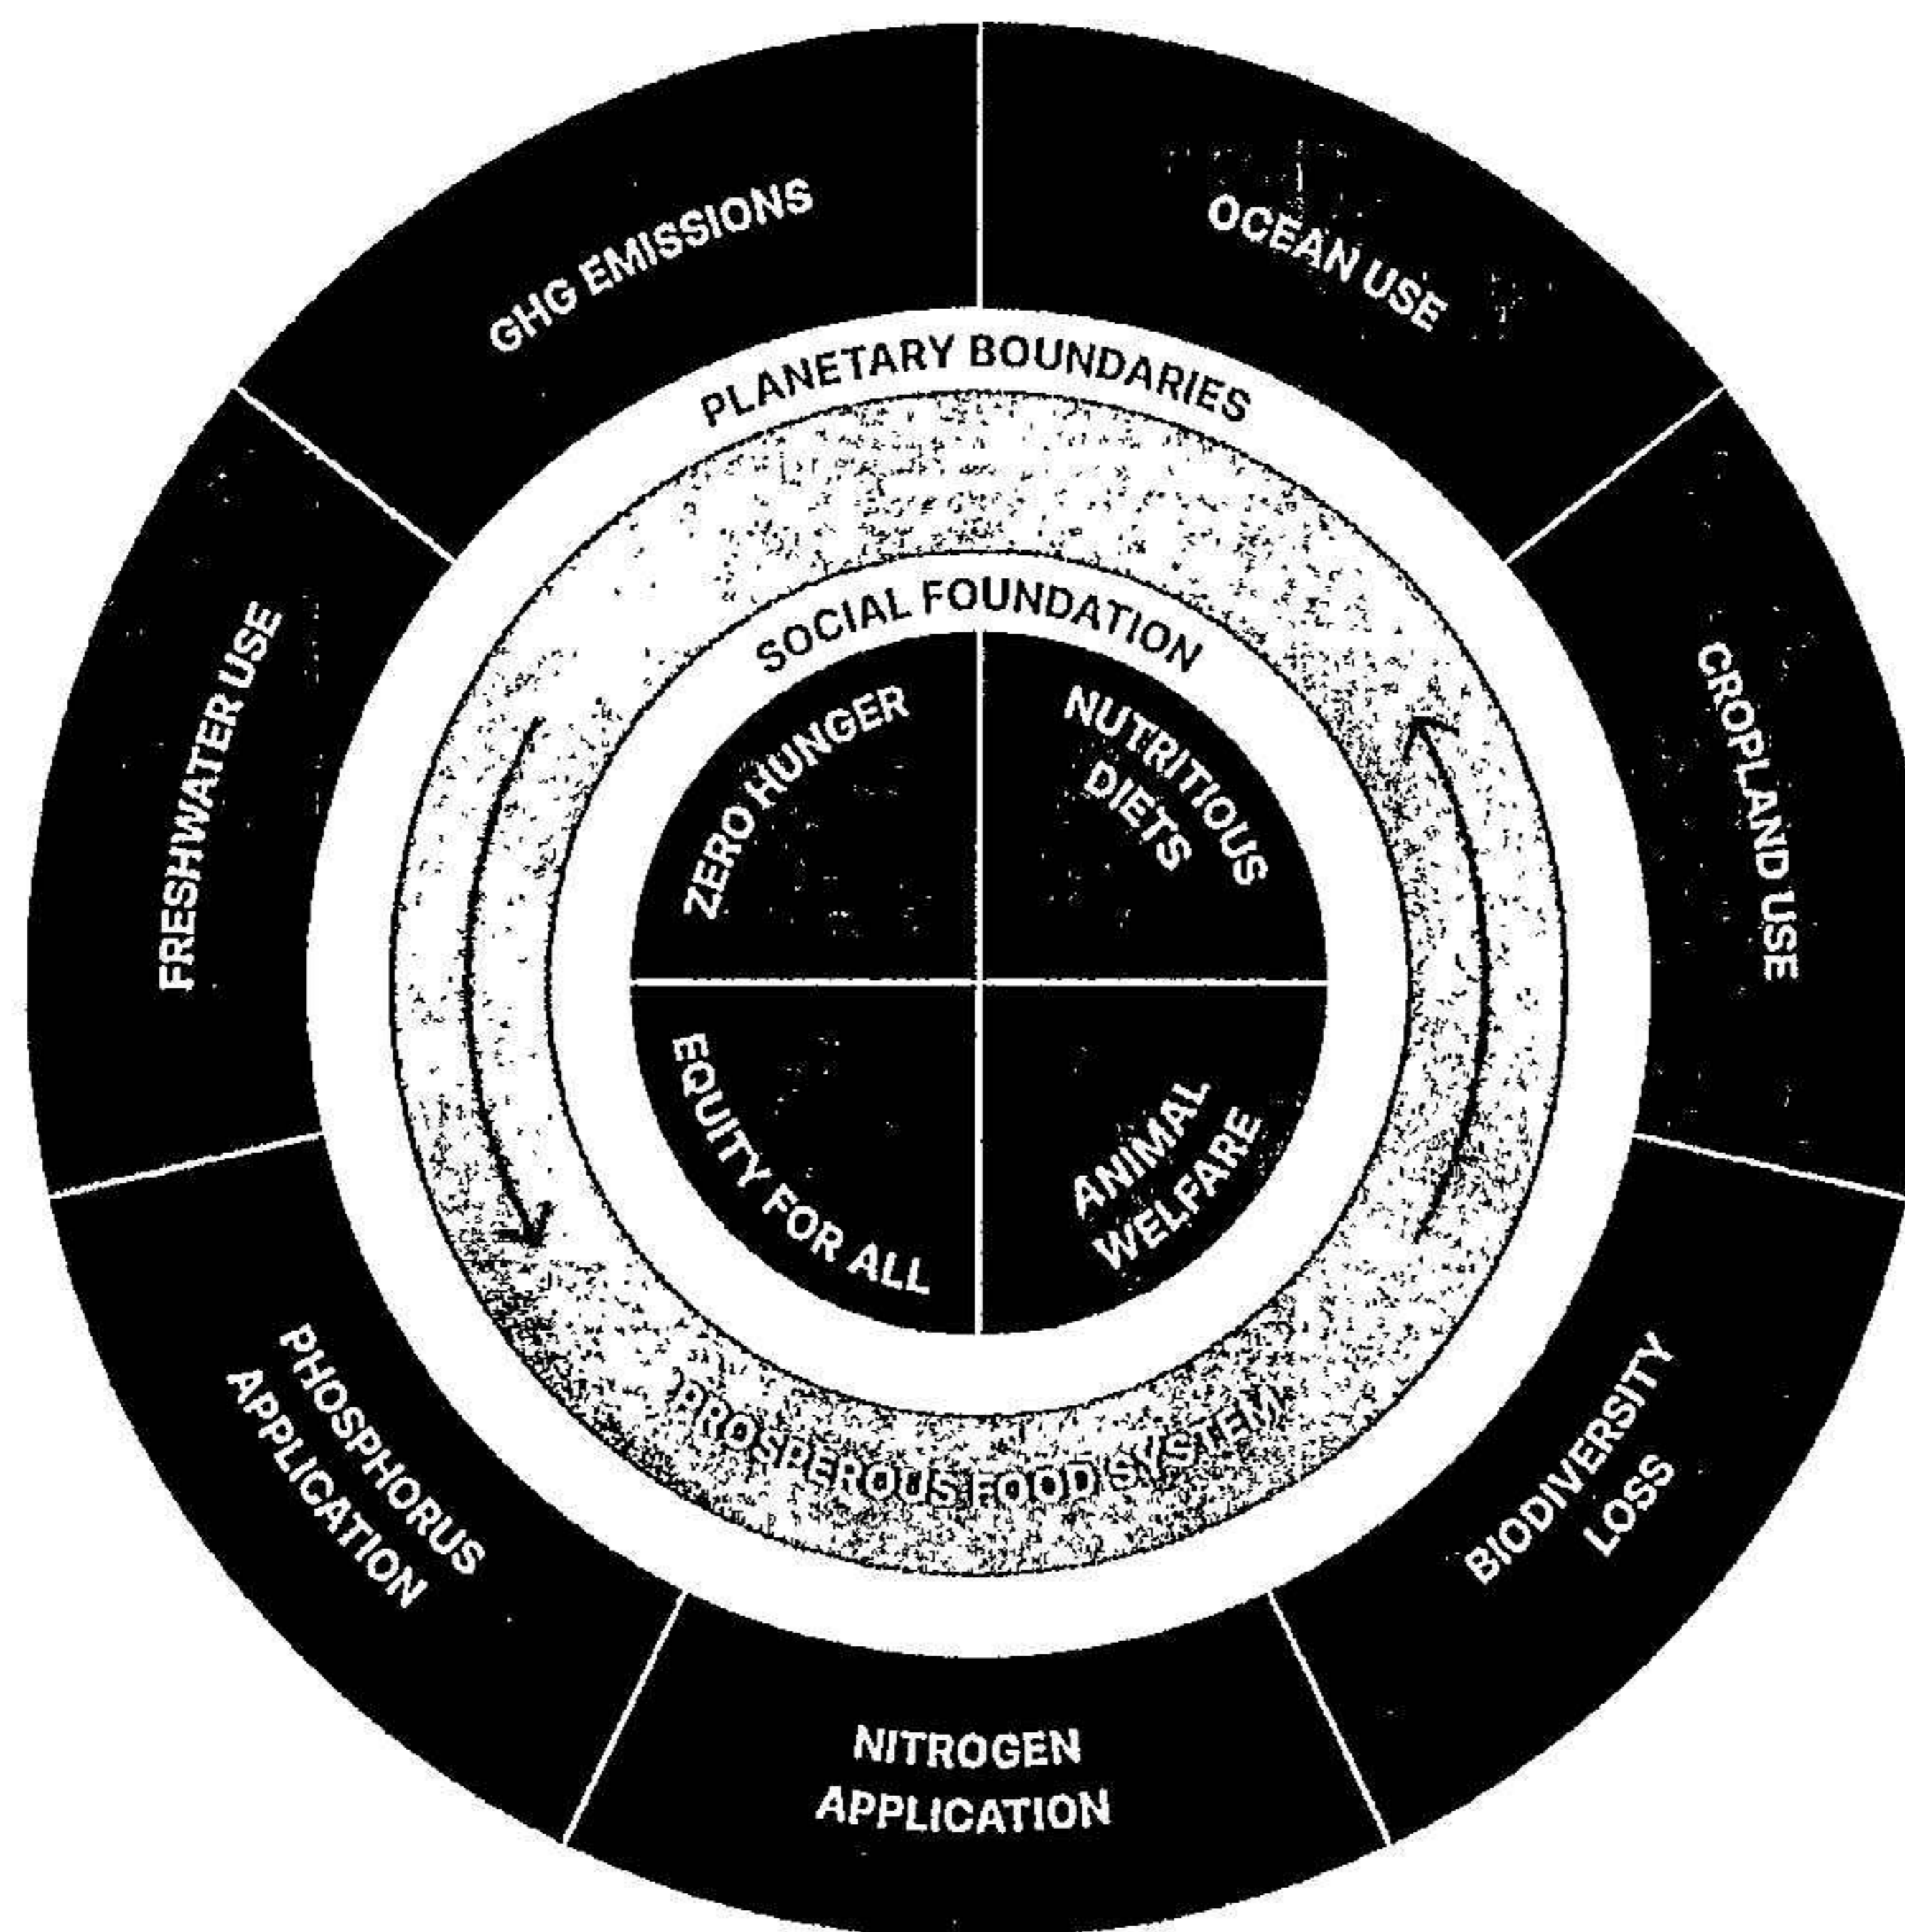 GHG EMISSIONS
OCEAN USE
CROPLAND USE
BIODIVERSITY
LOSS
NITROGEN
APPLICATION
PHOSPHORUS
APPLICATION
FRESHWATER USE
PLANETARY BOUNDARIES
SOCIAL FOUNDATION
ZERO HUNGER
NUTRITIOUS
DIETS
ANIMAL
WELFARE
EQUITY FOR ALL
PROSPEROUS FOOD SYSTEM